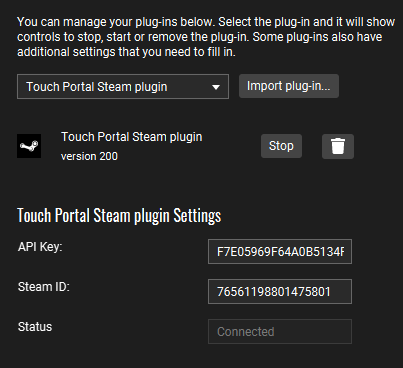 You can manage your plug-ins below. Select the plug-in and it will show
controls to stop, start or remove the plug-in. Some plug-ins also have
additional settings that you need to fill in.
Touch Portal Steam plugin
Import plug-in...
Touch Portal Steam plugin
version 200
Stop
Touch Portal Steam plugin Settings
API Key:
F7E05969F64A0B5134F
Steam ID:
76561198801475801
Status
Connected